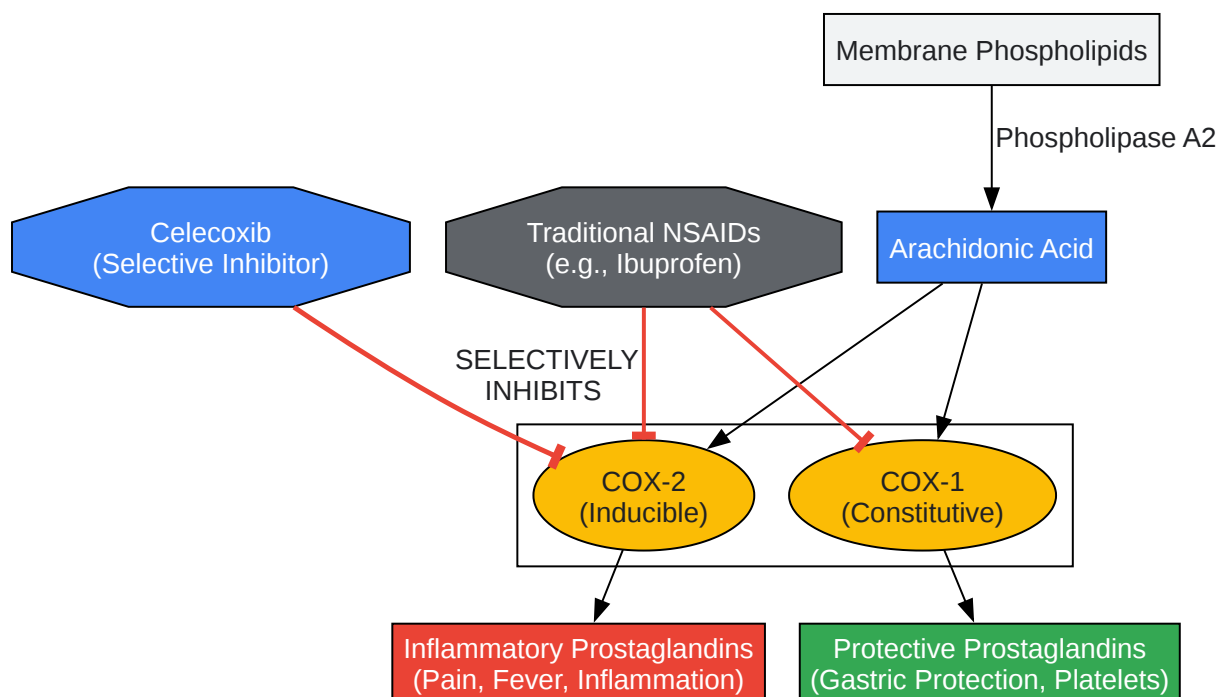 Membrane Phospholipids
Phospholipase A2
Celecoxib
(Selective Inhibitor)
Traditional NSAIDs
(e.g., Ibuprofen)
Arachidonic Acid
SELECTIVELY
INHIBITS
COX-2
(Inducible)
COX-1
(Constitutive)
Inflammatory Prostaglandins
(Pain, Fever, Inflammation)
Protective Prostaglandins
(Gastric Protection, Platelets)